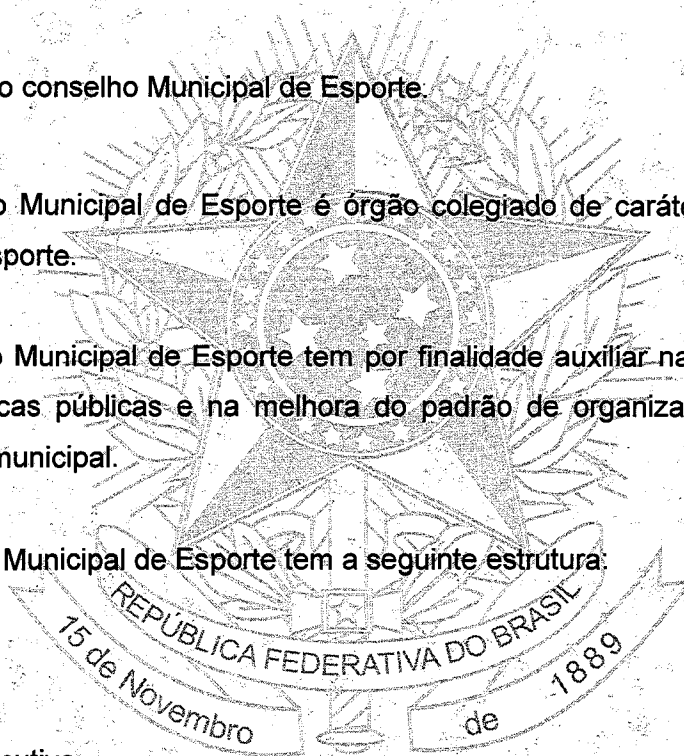 o conselho Municipal de Esporte.
o Municipal de Esporte é órgão colegiado de caráte
sporte.
o Municipal de Esporte tem por finalidade auxiliar na
cas públicas e na melhora do padrão de organiza
municipal.
Municipal de Esporte tem a seguinte estrutura:
REPÚBLICA FEDERATIVA DO BRASIL
15 de Novembro de 1889